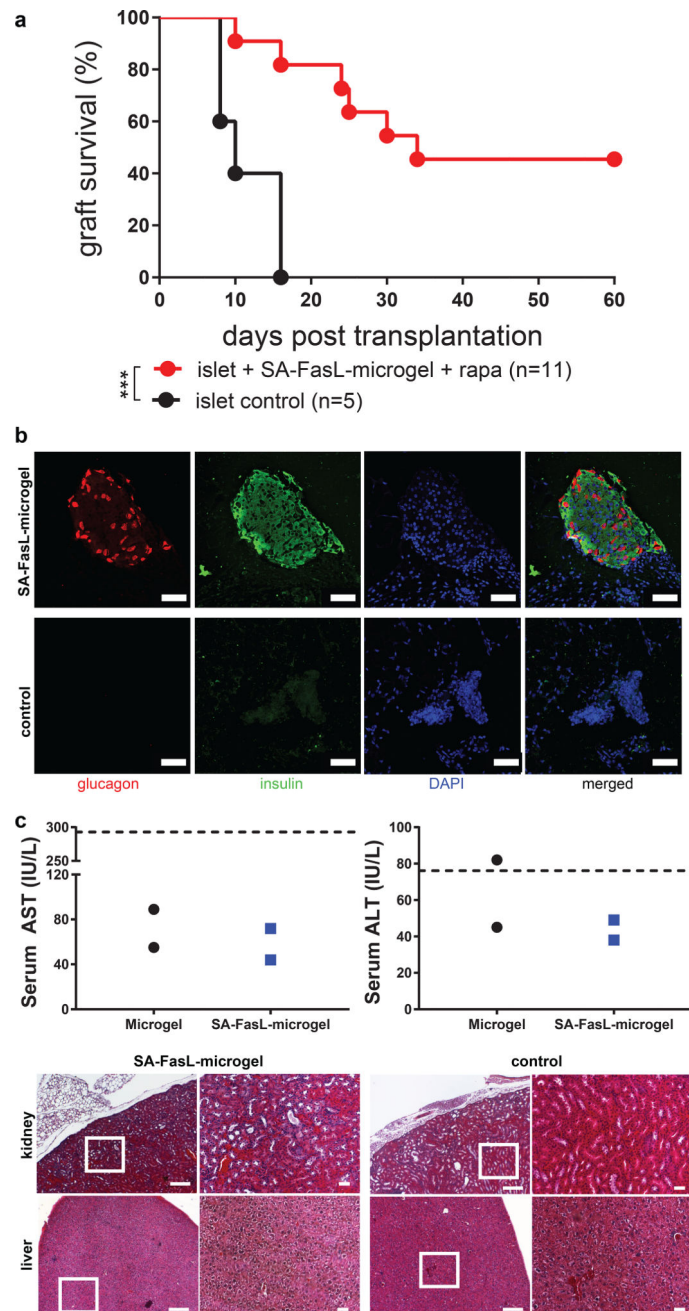 a
graft survival (%)
100
80
60
40
20
0
0 10 20 30 40 50 60
days post transplantation
*** islet + SA-FasL-microgel + rapa (n=11)
islet control (n=5)
b
SA-FasL-microgel
control
glucagon insulin DAPI merged
c
Serum AST (IU/L)
300
250
120
80
40
0
Microgel SA-FasL-microgel
Serum ALT (IU/L)
100
80
60
40
20
0
Microgel SA-FasL-microgel
SA-FasL-microgel control
kidney
liver